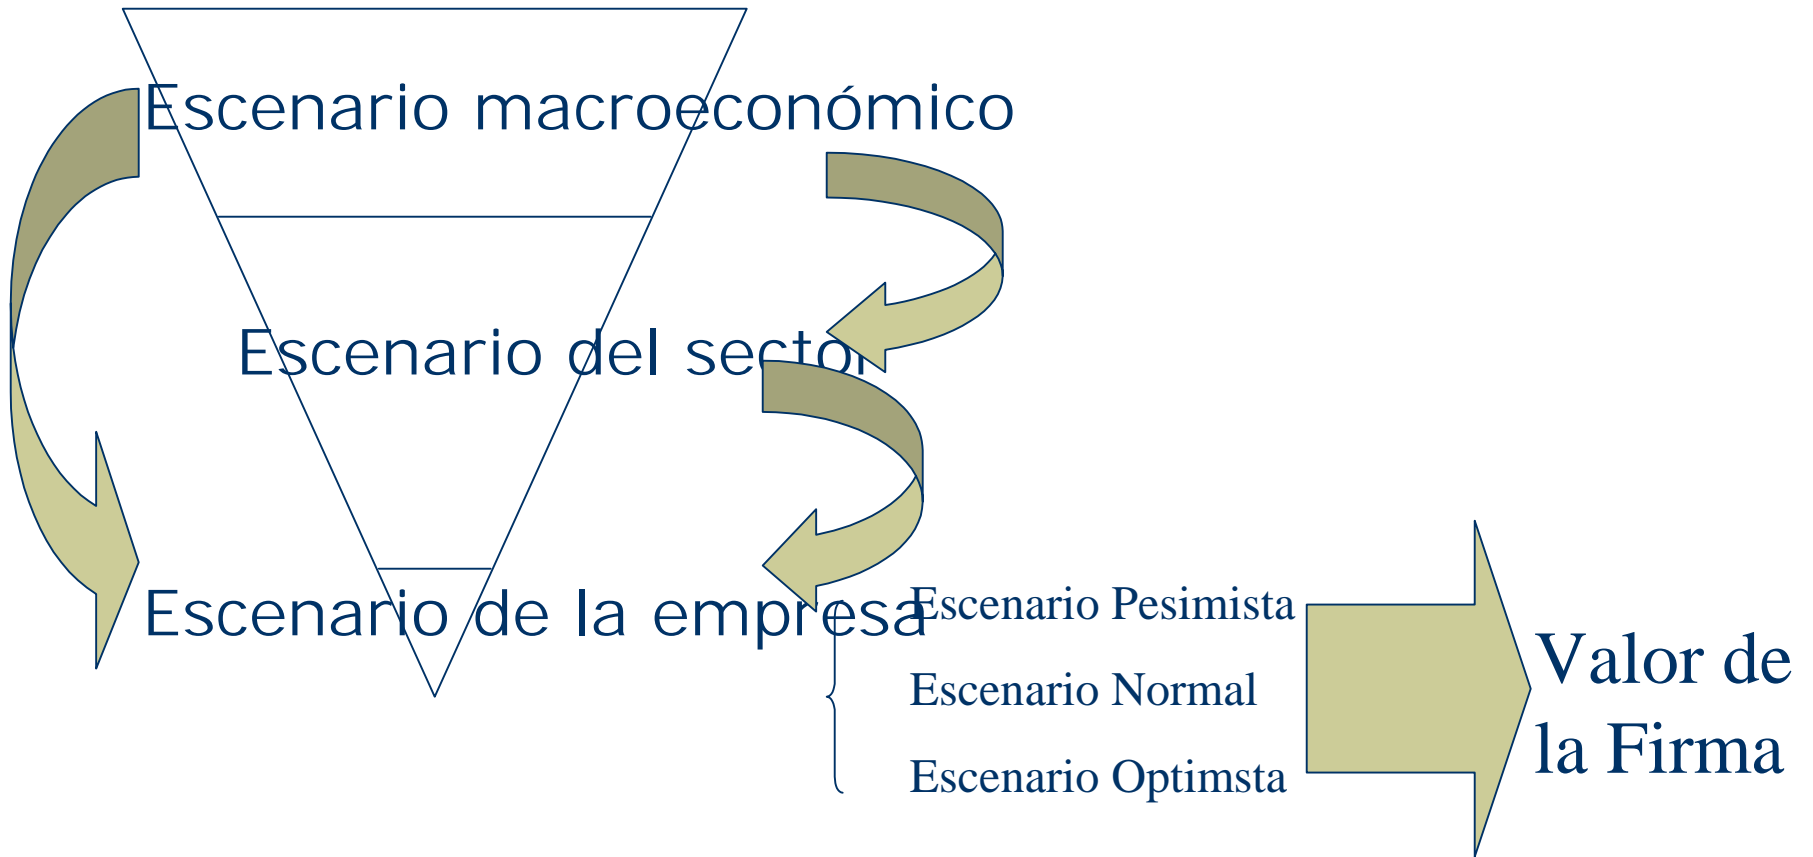 Escenario macroeconómico
Escenario del sector
Escenario de la empresa
Escenario Pesimista
Escenario Normal
Escenario Optimsta
Valor de
la Firma